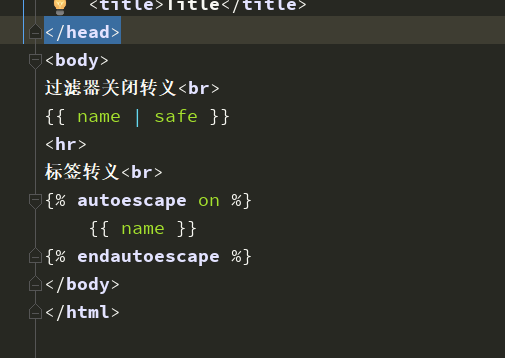 <title>Title</title>
</head>
<body>
过滤器关闭转义<br>
{{ name | safe }}
<hr>
标签转义<br>
{% autoescape on %}
{{ name }}
{% endautoescape %}
</body>
</html>